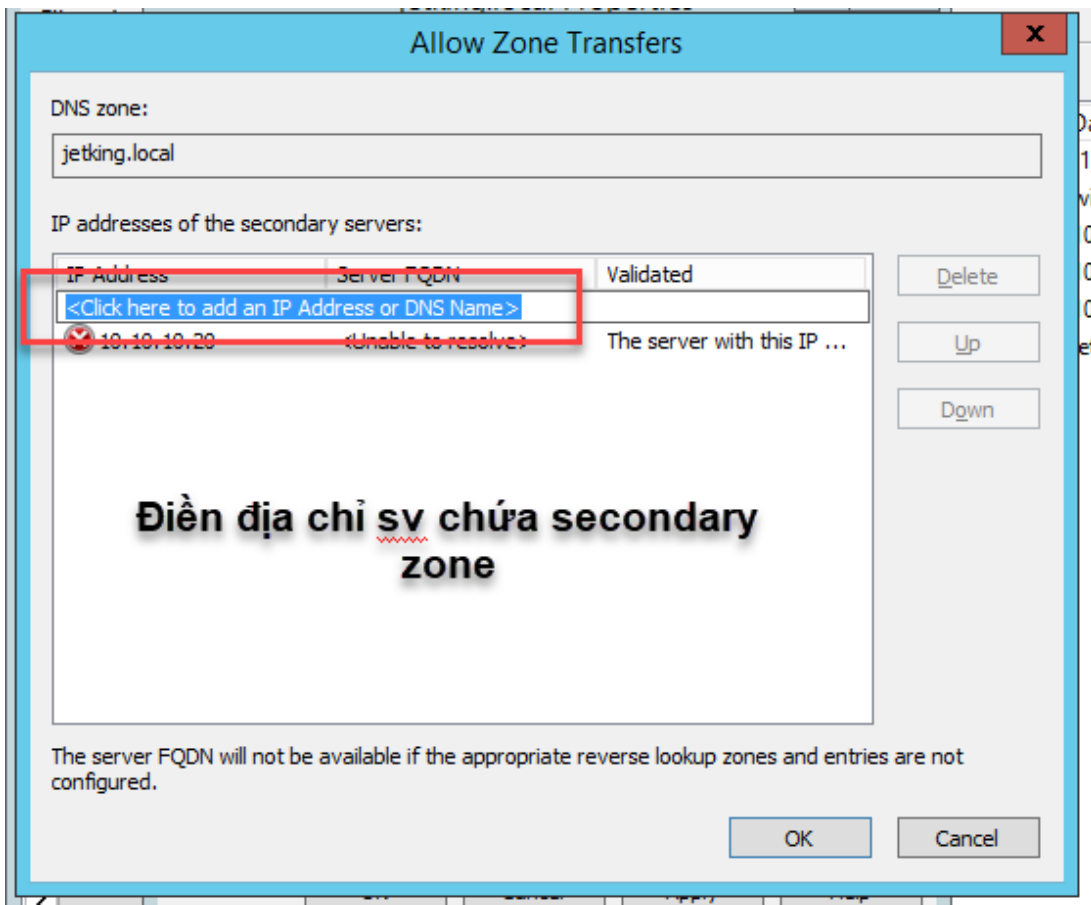 Allow Zone Transfers
x
DNS zone:
jetking.local
IP addresses of the secondary servers:
IP Address Server FQDN Validated
<Click here to add an IP Address or DNS Name>
10.10.10.20 <Unable to resolve> The server with this IP ...
Delete
Up
Down
Điền địa chỉ sv chứa secondary
zone
The server FQDN will not be available if the appropriate reverse lookup zones and entries are not
configured.
OK Cancel